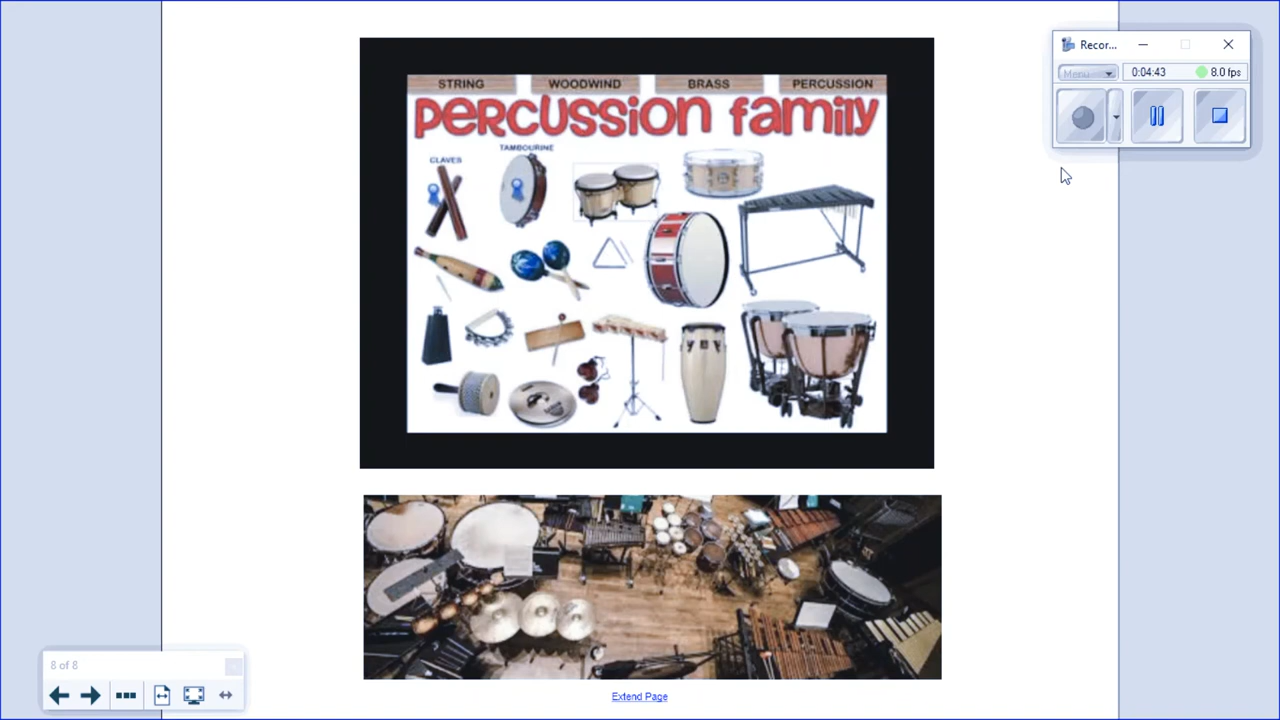 Recor...
Menu
0:04:43 8.0 fps
STRING WOODWIND BRASS PERCUSSION
percussion family
CLAVES
TAMBOURINE
8 of 8
Extend Page